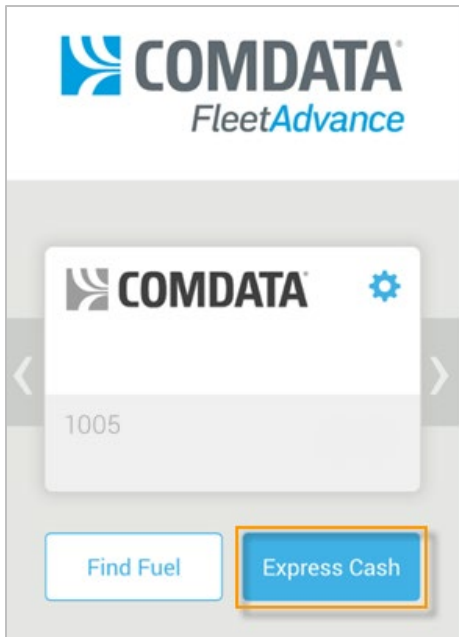 COMDATA
FleetAdvance
COMDATA
1005
Find Fuel
Express Cash